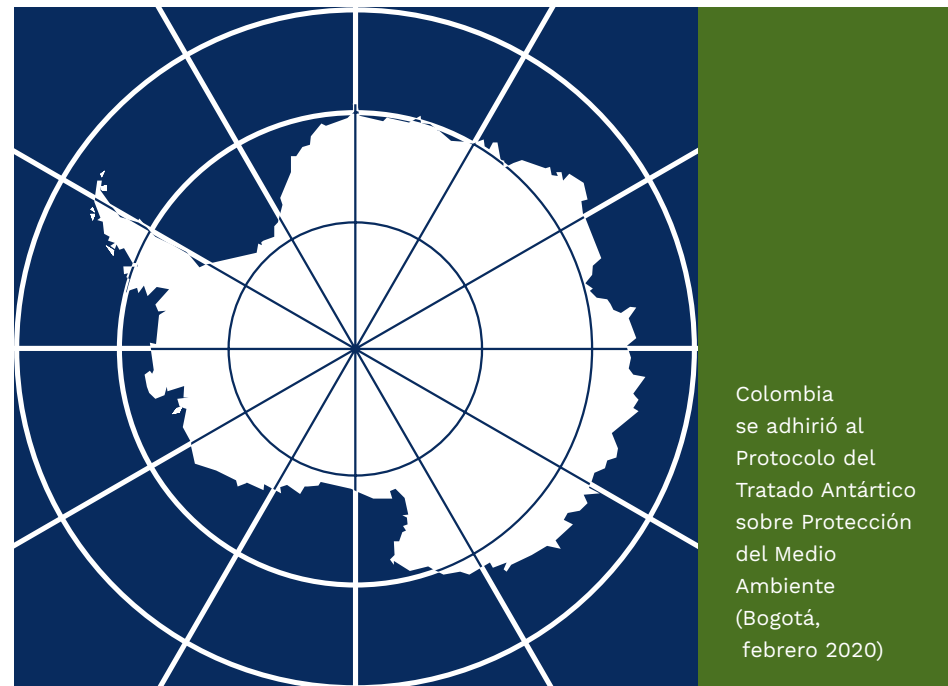 Colombia
se adhirió al
Protocolo del
Tratado Antártico
sobre Protección
del Medio
Ambiente
(Bogotá,
febrero 2020)